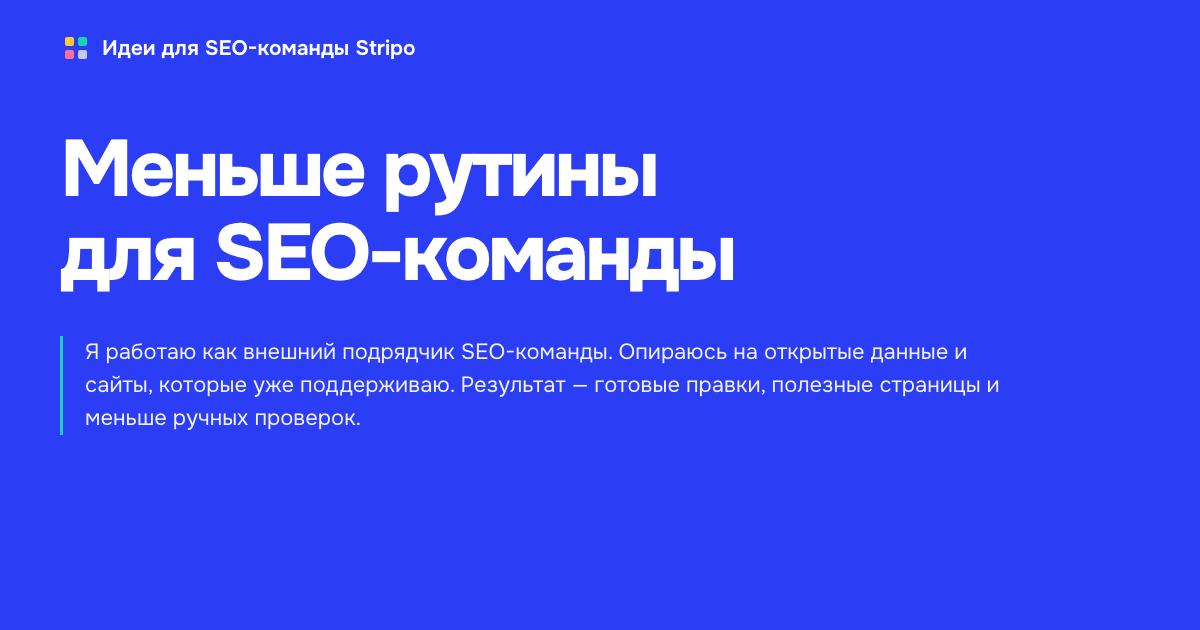 Идеи для SEO-команды Stripo
Меньше рутины
для SEO-команды
Я работаю как внешний подрядчик SEO-команды. Опираюсь на открытые данные и
сайты, которые уже поддерживаю. Результат — готовые правки, полезные страницы и
меньше ручных проверок.